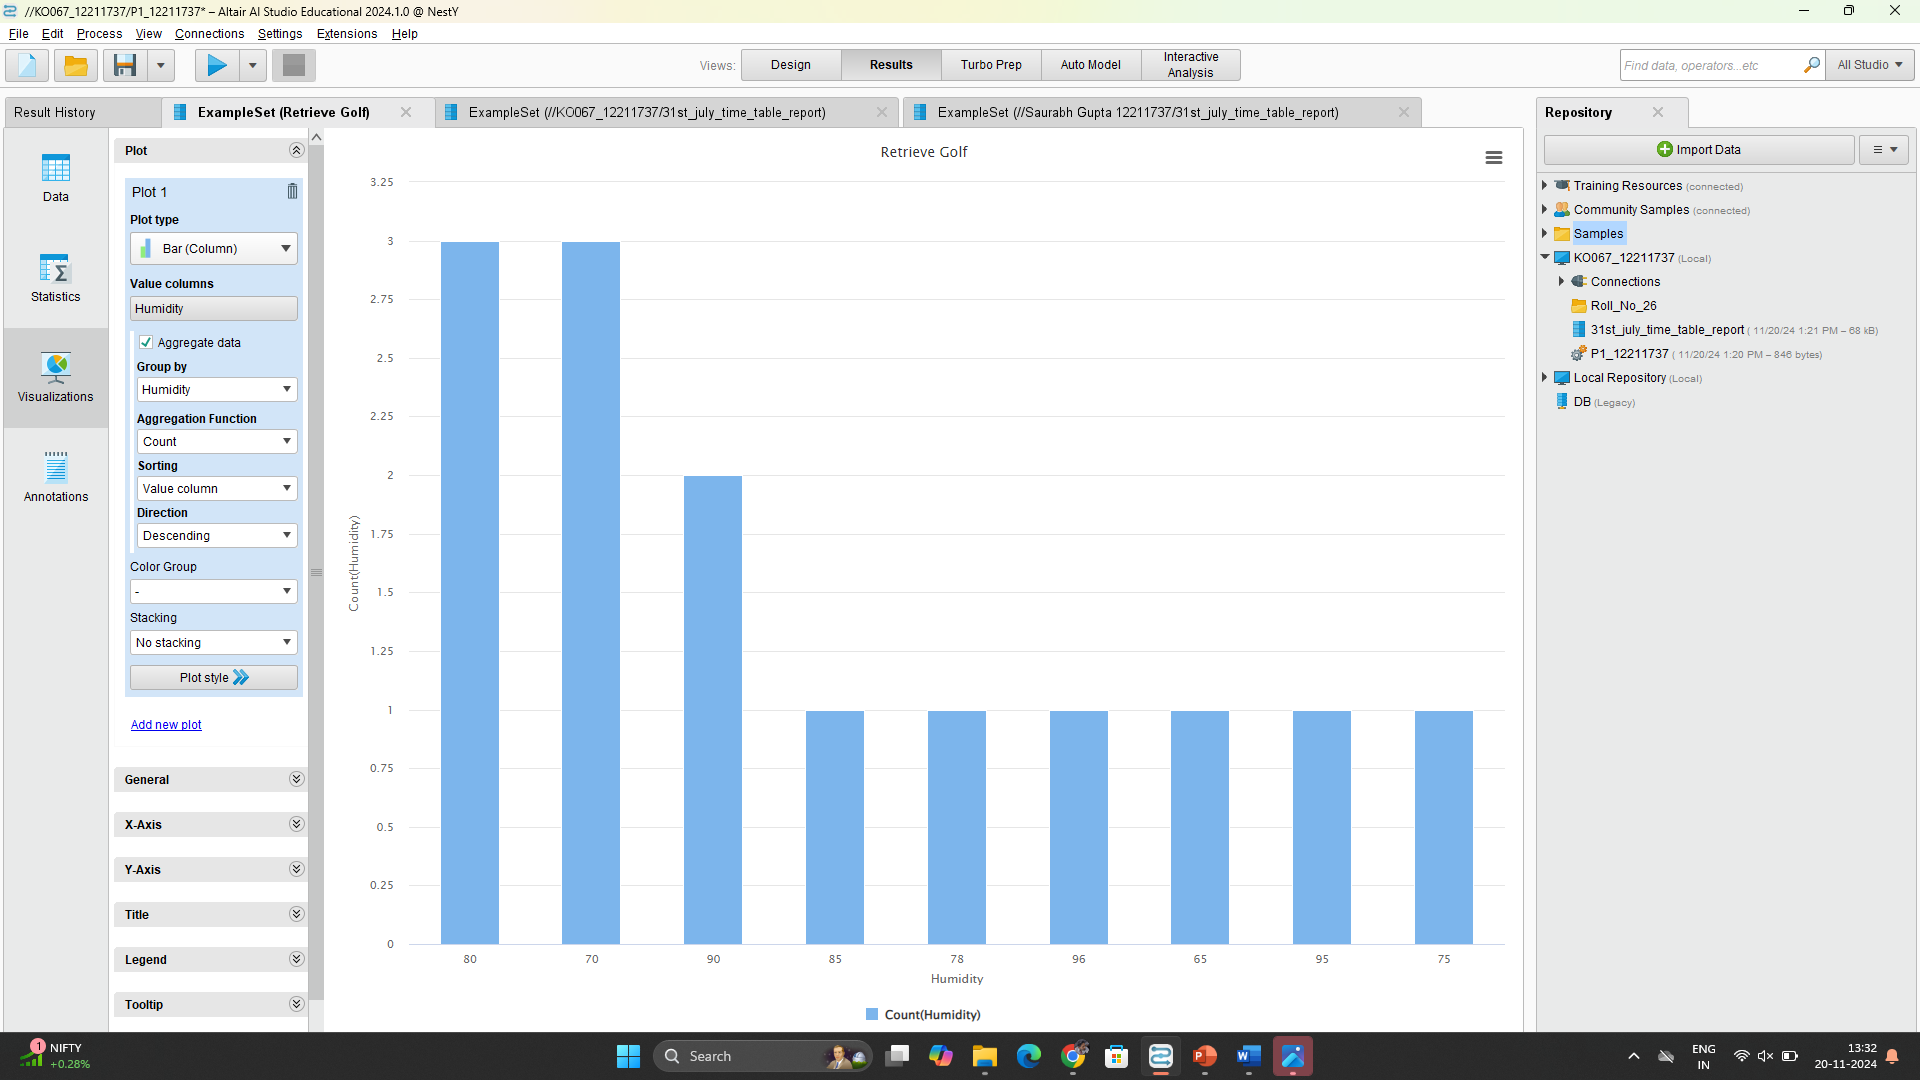 //KO067_12211737/P1_12211737* – Altair AI Studio Educational 2024.1.0 @ NestY
File Edit Process View Connections Settings Extensions Help
Views: Design Results Turbo Prep Auto Model Interactive Analysis
Find data, operators...etc All Studio
Result History
ExampleSet (Retrieve Golf)
ExampleSet (//KO067_12211737/31st_july_time_table_report)
ExampleSet (//Saurabh Gupta 12211737/31st_july_time_table_report)
Repository
Data
Statistics
Visualizations
Annotations
Plot
Plot 1
Plot type
Bar (Column)
Value columns
Humidity
Aggregate data
Group by
Humidity
Aggregation Function
Count
Sorting
Value column
Direction
Descending
Color Group
-
Stacking
No stacking
Plot style
Add new plot
General
X-Axis
Y-Axis
Title
Legend
Tooltip
Retrieve Golf
3.25
3
2.75
2.5
2.25
2
1.75
1.5
1.25
1
0.75
0.5
0.25
0
Count(Humidity)
80 70 90 85 78 96 65 95 75
Humidity
Count(Humidity)
Import Data
Training Resources (connected)
Community Samples (connected)
Samples
KO067_12211737 (Local)
Connections
Roll_No_26
31st_july_time_table_report ( 11/20/24 1:21 PM – 68 kB)
P1_12211737 ( 11/20/24 1:20 PM – 846 bytes)
Local Repository (Local)
DB (Legacy)
1
NIFTY
+0.28%
Search
ENG
IN
13:32
20-11-2024